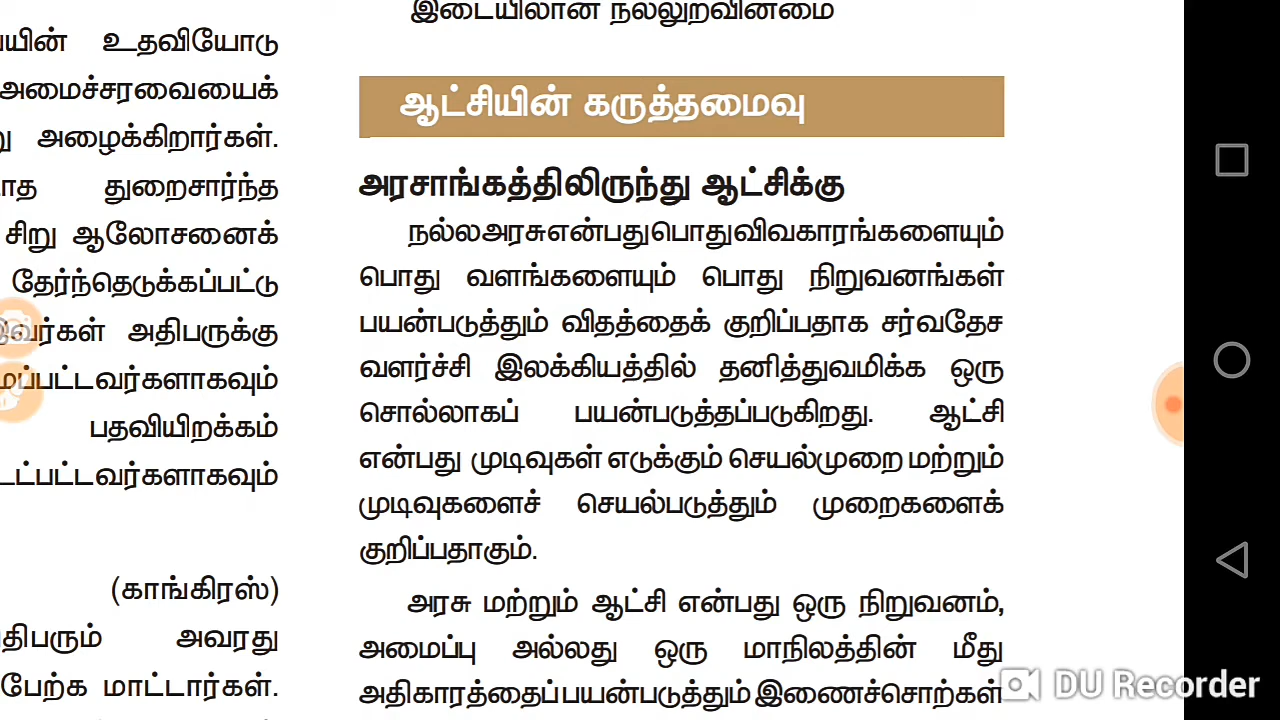 யின் உதவியோடு
அமைச்சரவையைக்
அழைக்கிறார்கள்.
துறைசார்ந்த
சிறு ஆலோசனைக்
தேர்ந்தெடுக்கப்பட்டு
இவர்கள் அதிபருக்கு
பதவியிறக்கம்
(காங்கிரஸ்)
அவரது
மாட்டார்கள்.
இடையிலான நல்லுறவின்மை
ஆட்சியின் கருத்தமைவு
அரசாங்கத்திலிருந்து ஆட்சிக்கு
நல்லஅரசுஎன்பதுபொதுவிவகாரங்களையும்
பொது வளங்களையும் பொது நிறுவனங்கள்
பயன்படுத்தும் விதத்தைக் குறிப்பதாக சர்வதேச
வளர்ச்சி இலக்கியத்தில் தனித்துவமிக்க ஒரு
சொல்லாகப் பயன்படுத்தப்படுகிறது. ஆட்சி
என்பது முடிவுகள் எடுக்கும் செயல்முறை மற்றும்
முடிவுகளைச் செயல்படுத்தும் முறைகளைக்
குறிப்பதாகும்.
அரசு மற்றும் ஆட்சி என்பது ஒரு நிறுவனம்,
அமைப்பு அல்லது ஒரு மாநிலத்தின் மீது
அதிகாரத்தைப் பயன்படுத்தும் இணைச்சொற்கள்
DU Recorder